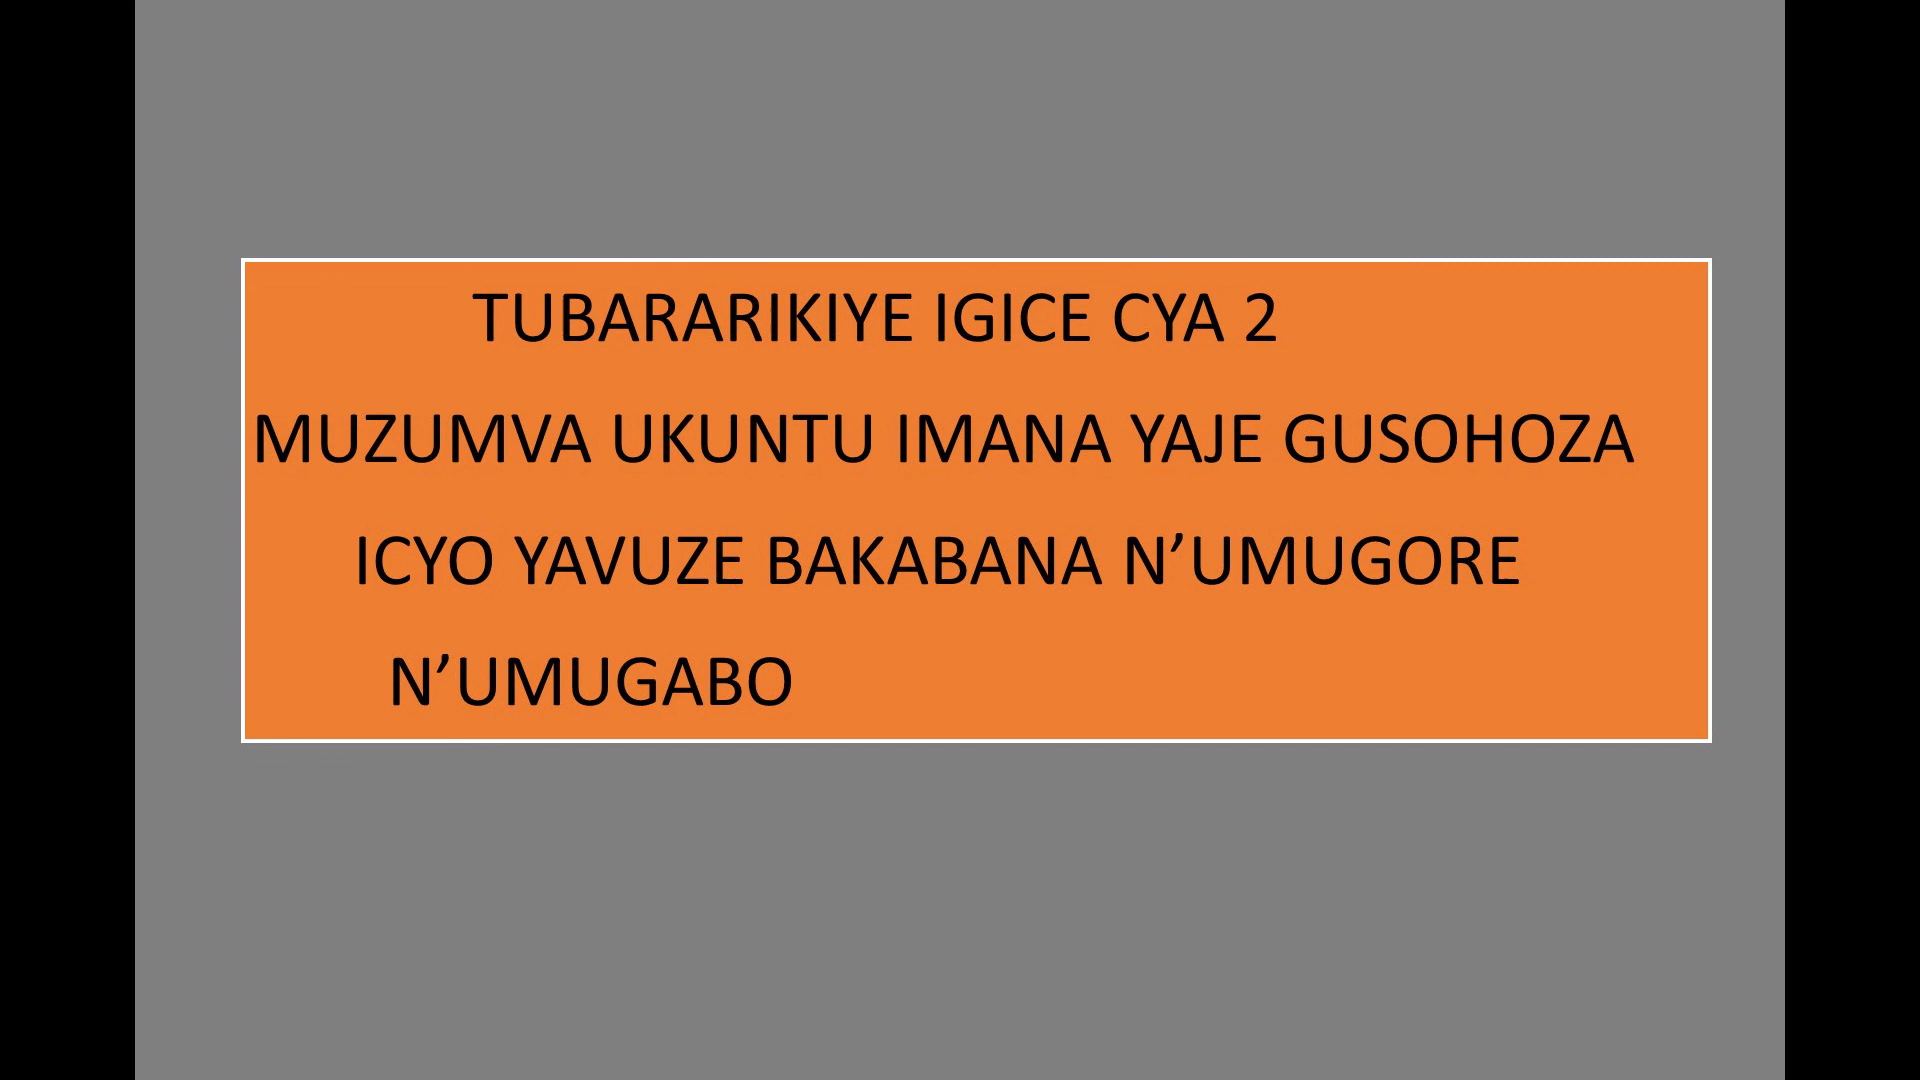 TUBARARIKIYE IGICE CYA 2
MUZUMVA UKUNTU IMANA YAJE GUSOHOZA
ICYO YAVUZE BAKABANA N’UMUGORE
N’UMUGABO